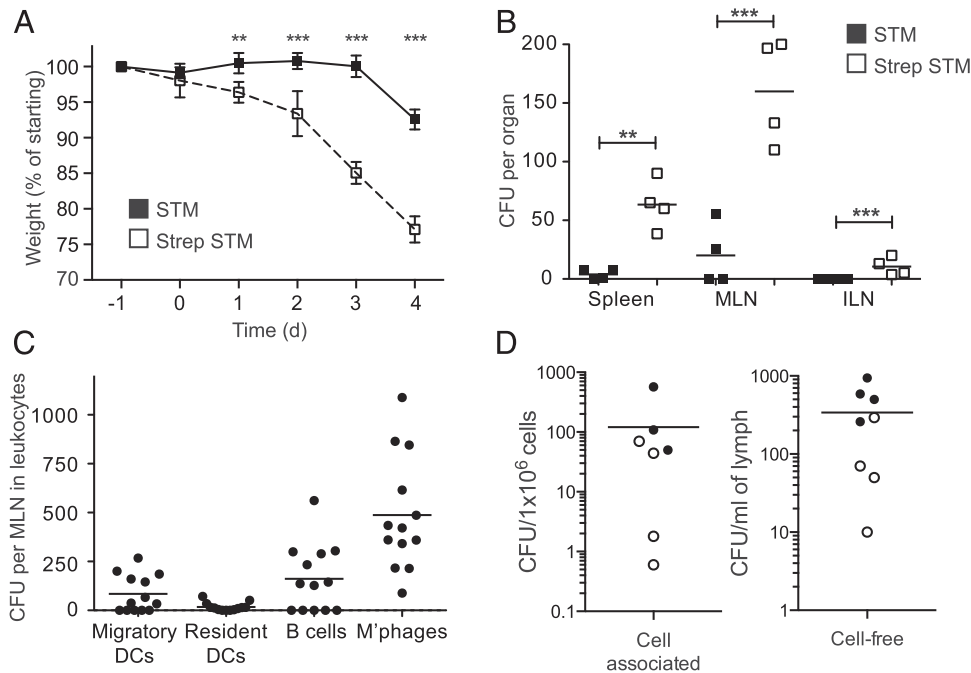 A
Weight (% of starting)
100
95
90
85
80
75
70
** *** *** ***
STM
Strep STM
-1 0 1 2 3 4
Time (d)
B
CFU per organ
200
150
100
50
0
** *** ***
STM
Strep STM
Spleen MLN ILN
C
CFU per MLN in leukocytes
1000
750
500
250
0
Migratory DCs
Resident DCs
B cells
M'phages
D
CFU/1x10⁶ cells
1000
100
10
1
0.1
Cell
associated
CFU/ml of lymph
1000
100
10
1
Cell-free